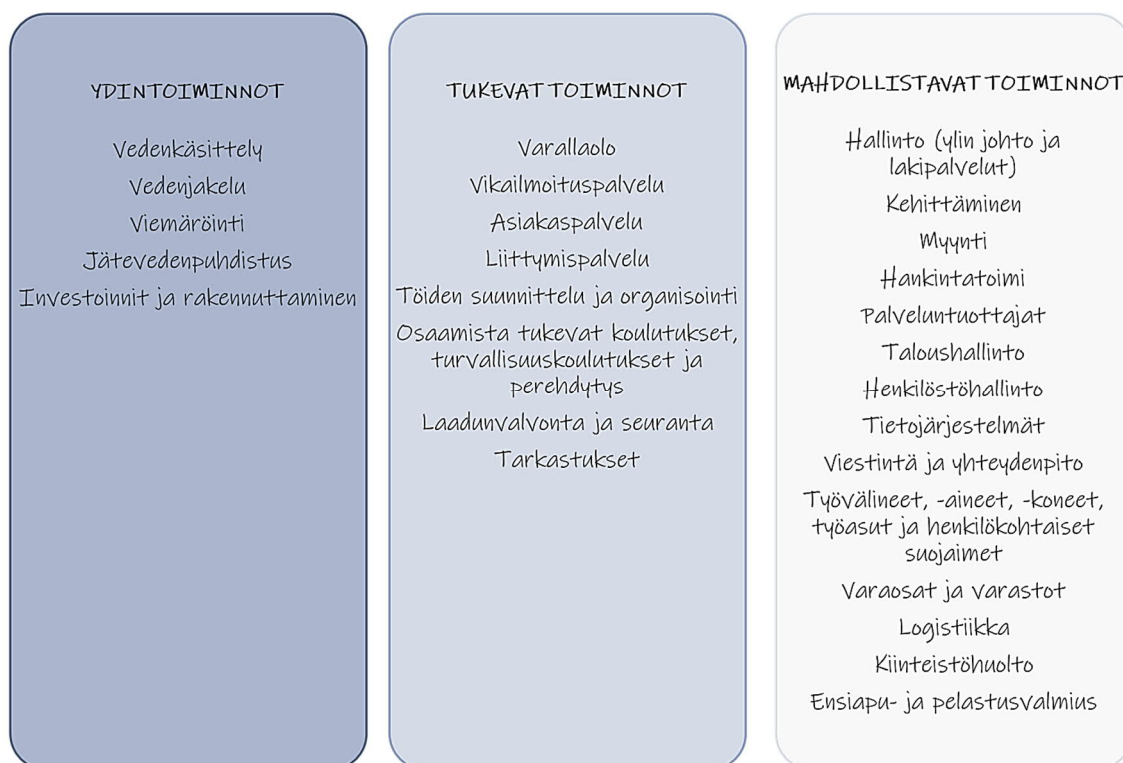 YDINTOIMINNOT
Vedenkäsittely
Vedenjakelu
Viemäröinti
Jätevedenpuhdistus
Investoinnit ja rakennuttaminen
TUKEVAT TOIMINNOT
Varallaolo
Vikailmoituspalvelu
Asiakaspalvelu
Liittymispalvelu
Töiden suunnittelu ja organisointi
Osaamista tukevat koulutukset,
turvallisuuskoulutukset ja
perehdytys
Laadunvalvonta ja seuranta
Tarkastukset
MAHDOLLISTAVAT TOIMINNOT
Hallinto (ylin johto ja
lakipalvelut)
Kehittäminen
Myynti
Hankintatoimi
Palveluntuottajat
Taloushallinto
Henkilöstöhallinto
Tietojärjestelmät
Viestintä ja yhteydenpito
Työvälineet, -aineet, -koneet,
työasut ja henkilökohtaiset
suojaimet
Varaosat ja varastot
Logistiikka
Kiinteistöhuolto
Ensiapu- ja pelastusvalmius